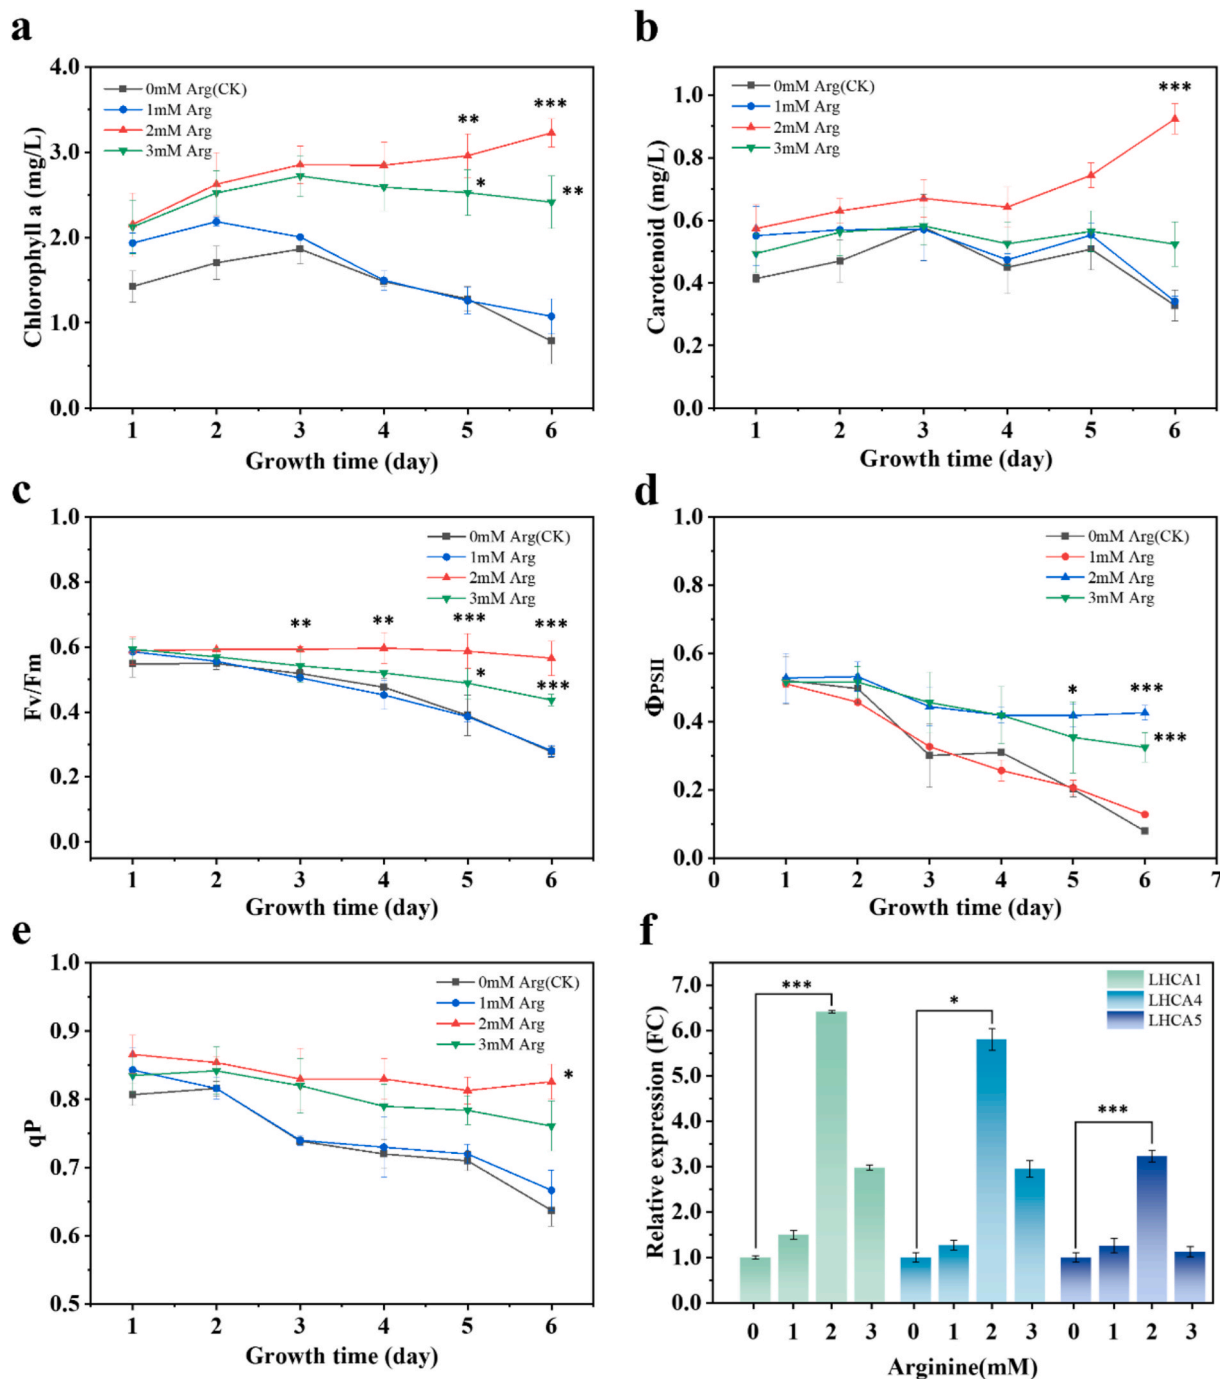 a
4.0
3.0
2.0
1.0
0.0
Chlorophyll a (mg/L)
0mM Arg(CK)
1mM Arg
2mM Arg
3mM Arg
**
***
*
**
1 2 3 4 5 6
Growth time (day)
b
1.0
0.8
0.6
0.4
0.2
0.0
Carotenoid (mg/L)
0mM Arg(CK)
1mM Arg
2mM Arg
3mM Arg
***
1 2 3 4 5 6
Growth time (day)
c
1.0
0.8
0.6
0.4
0.2
0.0
Fv/Fm
0mM Arg(CK)
1mM Arg
2mM Arg
3mM Arg
** ** *** ***
*
***
1 2 3 4 5 6
Growth time (day)
d
1.0
0.8
0.6
0.4
0.2
0.0
ΦPSII
0mM Arg(CK)
1mM Arg
2mM Arg
3mM Arg
* ***
***
0 1 2 3 4 5 6 7
Growth time (day)
e
1.0
0.9
0.8
0.7
0.6
0.5
qP
0mM Arg(CK)
1mM Arg
2mM Arg
3mM Arg
*
1 2 3 4 5 6
Growth time (day)
f
7.0
6.0
4.5
3.0
1.0
0.0
Relative expression (FC)
LHCA1
LHCA4
LHCA5
***
*
***
0 1 2 3 0 1 2 3 0 1 2 3
Arginine(mM)